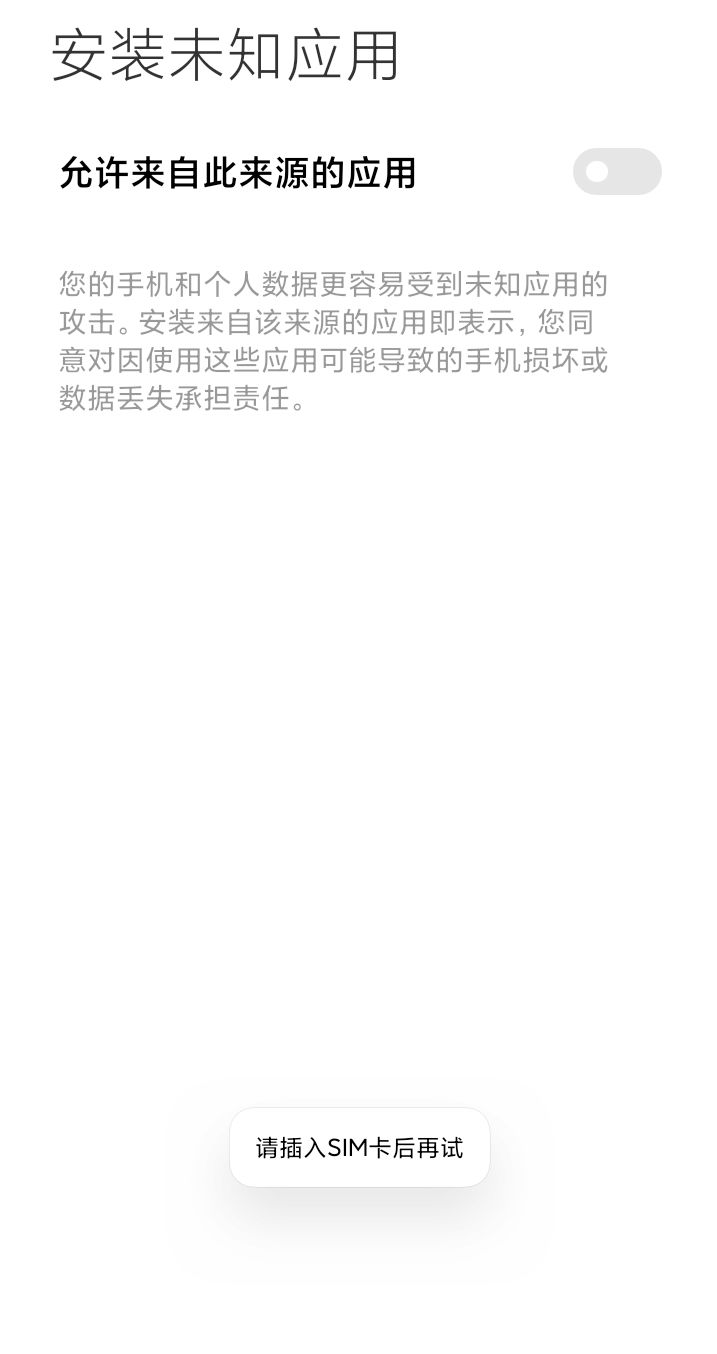 安装未知应用
允许来自此来源的应用
您的手机和个人数据更容易受到未知应用的
攻击。安装来自该来源的应用即表示，您同
意对因使用这些应用可能导致的手机损坏或
数据丢失承担责任。
请插入SIM卡后再试